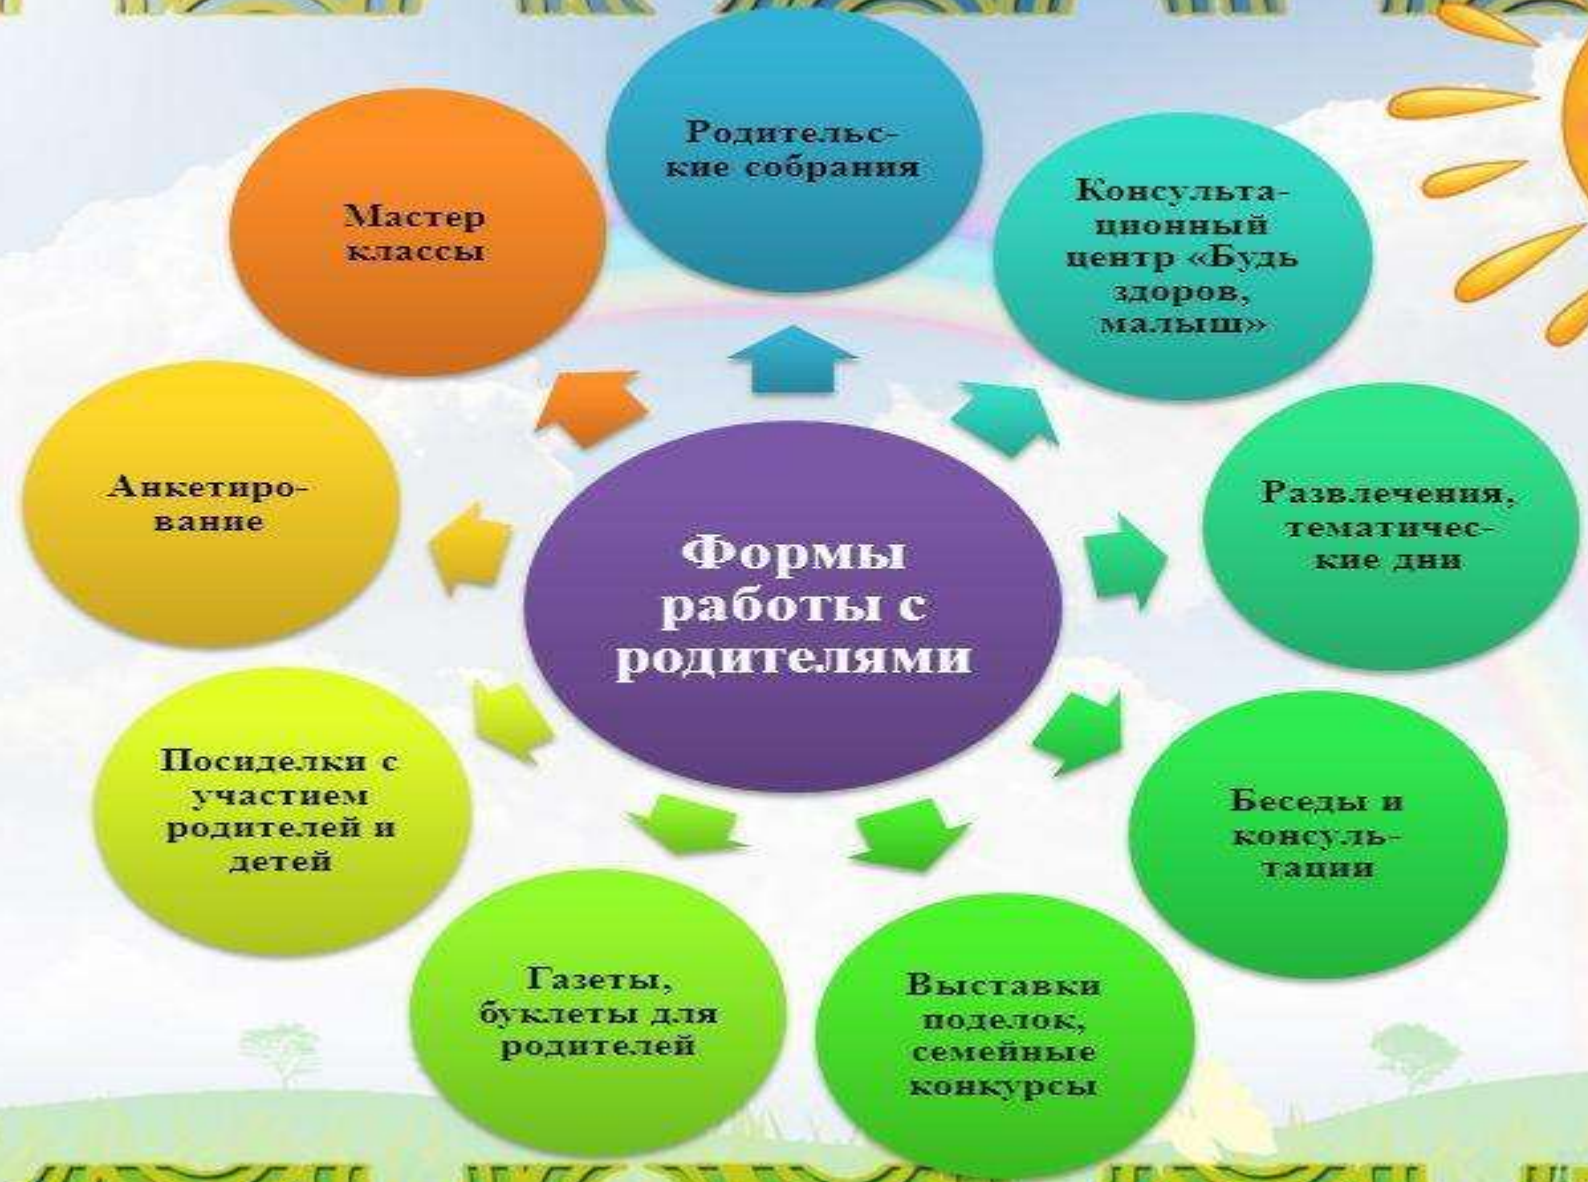 Формы
работы с
родителями
Родительс-
кие собрания
Консульта-
ционный
центр «Будь
здоров,
малыш»
Развлечения,
тематичес-
кие дни
Беседы и
консуль-
тации
Выставки
поделок,
семейные
конкурсы
Газеты,
буклеты для
родителей
Посиделки с
участием
родителей и
детей
Анкетиро-
вание
Мастер
классы